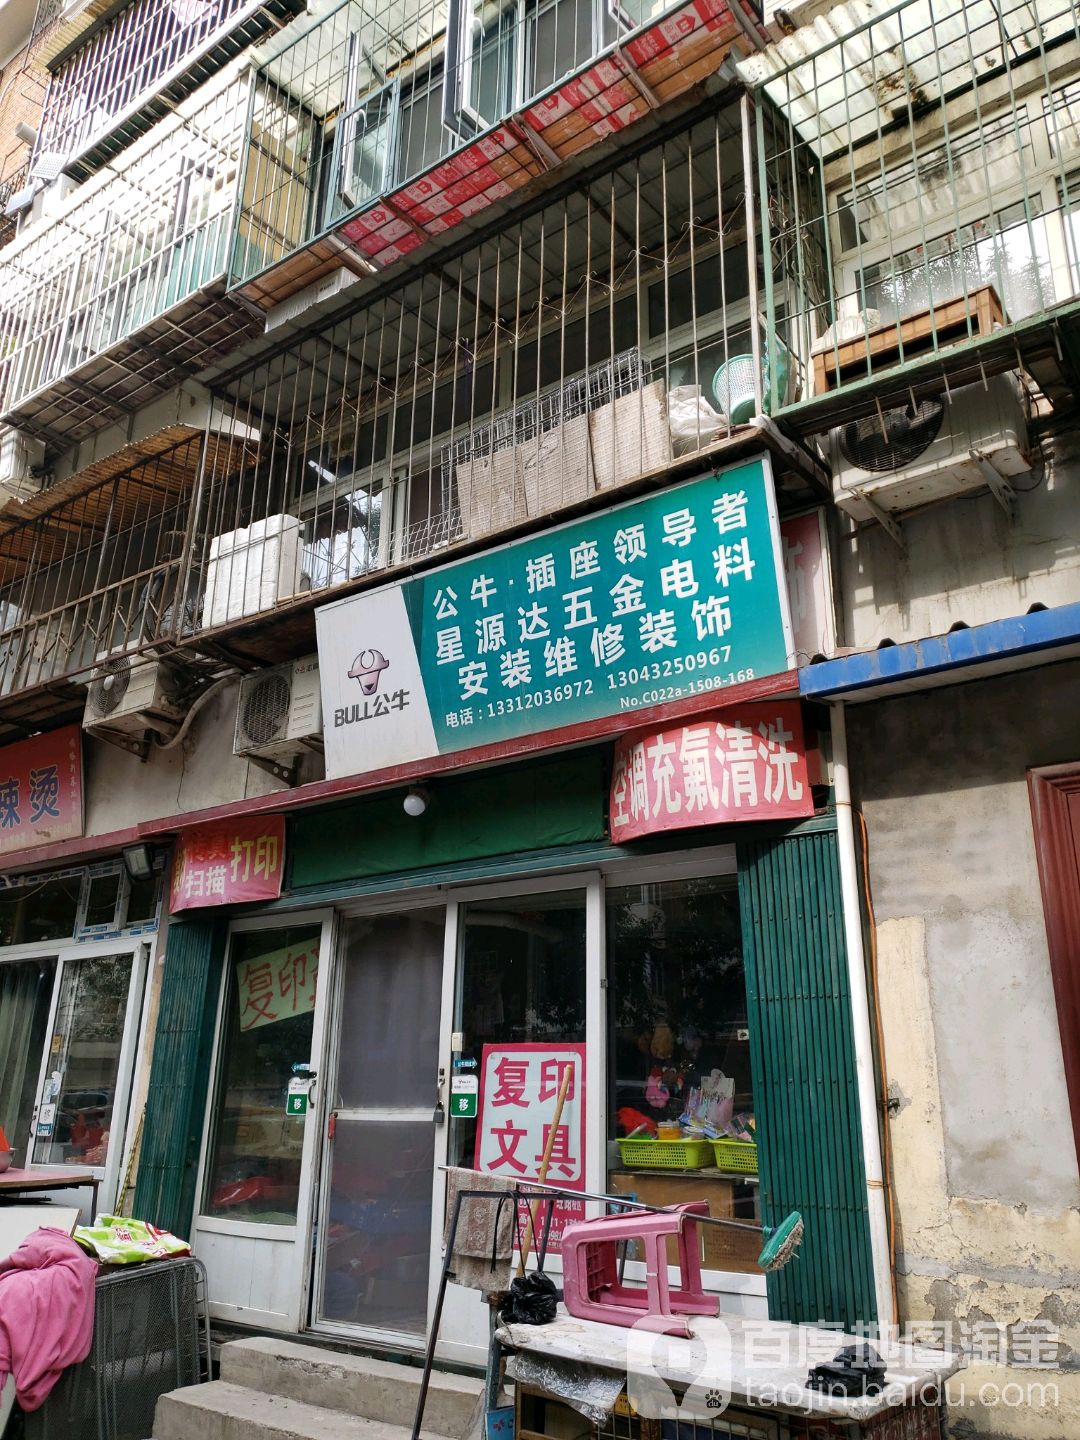 公牛·插座领导者
星源达五金电料
安装维修装饰
电话：13312036972 13043250967
No.C022a-1508-168
BULL公牛
空调充氟清洗
辣烫
扫描
打印
复印
复印
文具
移
移
移
饰
百度地图淘金
taojin.baidu.com